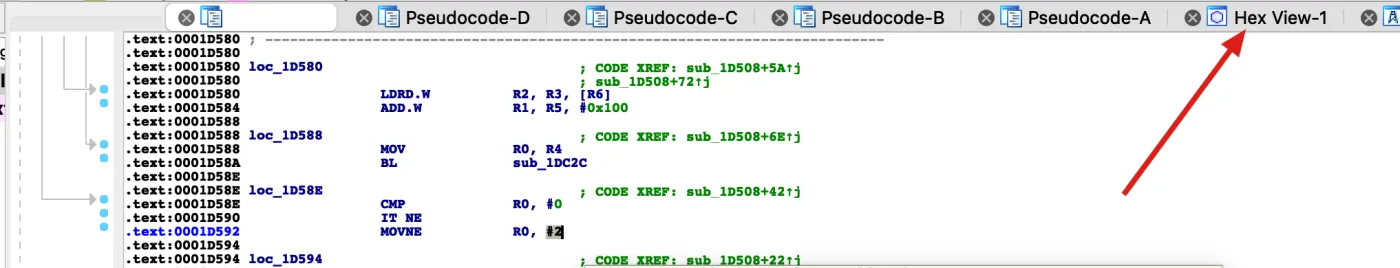 Pseudocode-D Pseudocode-C Pseudocode-B Pseudocode-A Hex View-1
.text:0001D580 ; ---------------------------------------------------------------------------
.text:0001D580
.text:0001D580 loc_1D580 ; CODE XREF: sub_1D508+5A↑j
.text:0001D580 ; sub_1D508+72↑j
.text:0001D580 LDRD.W R2, R3, [R6]
.text:0001D584 ADD.W R1, R5, #0x100
.text:0001D588
.text:0001D588 loc_1D588 ; CODE XREF: sub_1D508+6E↑j
.text:0001D588 MOV R0, R4
.text:0001D58A BL sub_1DC2C
.text:0001D58E
.text:0001D58E loc_1D58E ; CODE XREF: sub_1D508+42↑j
.text:0001D58E CMP R0, #0
.text:0001D590 IT NE
.text:0001D592 MOVNE R0, #2
.text:0001D594
.text:0001D594 loc_1D594 ; CODE XREF: sub_1D508+22↑j